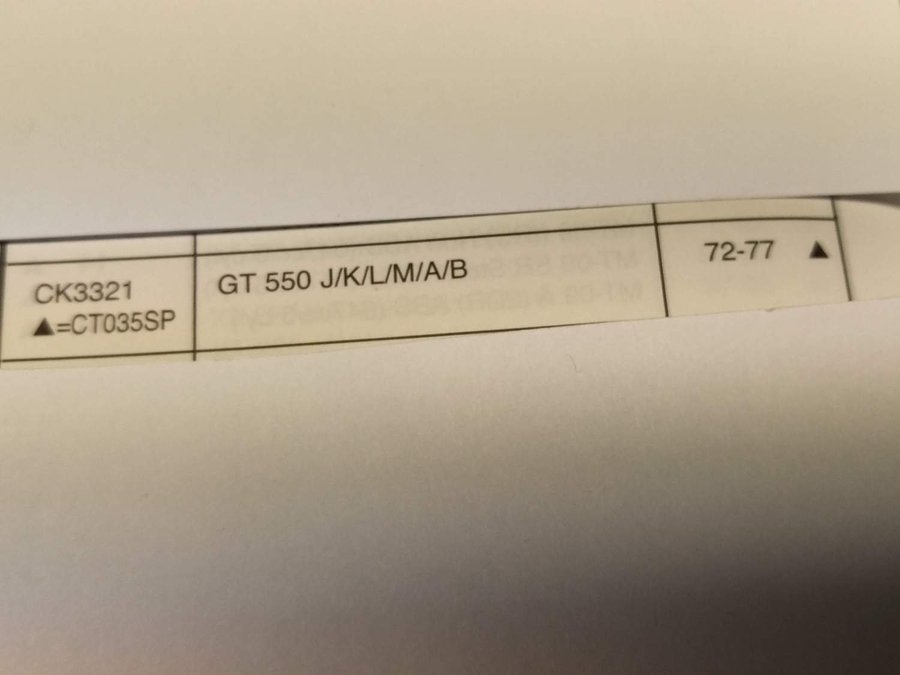 CK3321
▲=CT035SP
GT 550 J/K/L/M/A/B
72-77 ▲